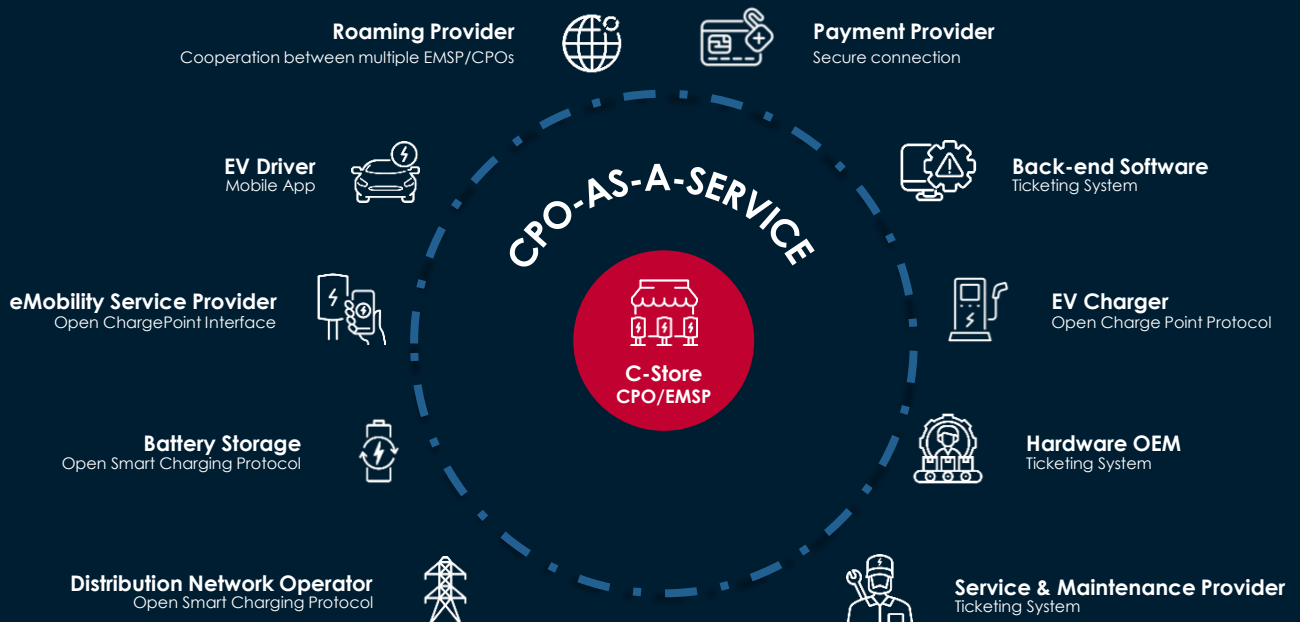 Roaming Provider
Cooperation between multiple EMSP/CPOs
Payment Provider
Secure connection
EV Driver
Mobile App
Back-end Software
Ticketing System
CPO-AS-A-SERVICE
eMobility Service Provider
Open ChargePoint Interface
EV Charger
Open Charge Point Protocol
C-Store
CPO/EMSP
Battery Storage
Open Smart Charging Protocol
Hardware OEM
Ticketing System
Distribution Network Operator
Open Smart Charging Protocol
Service & Maintenance Provider
Ticketing System